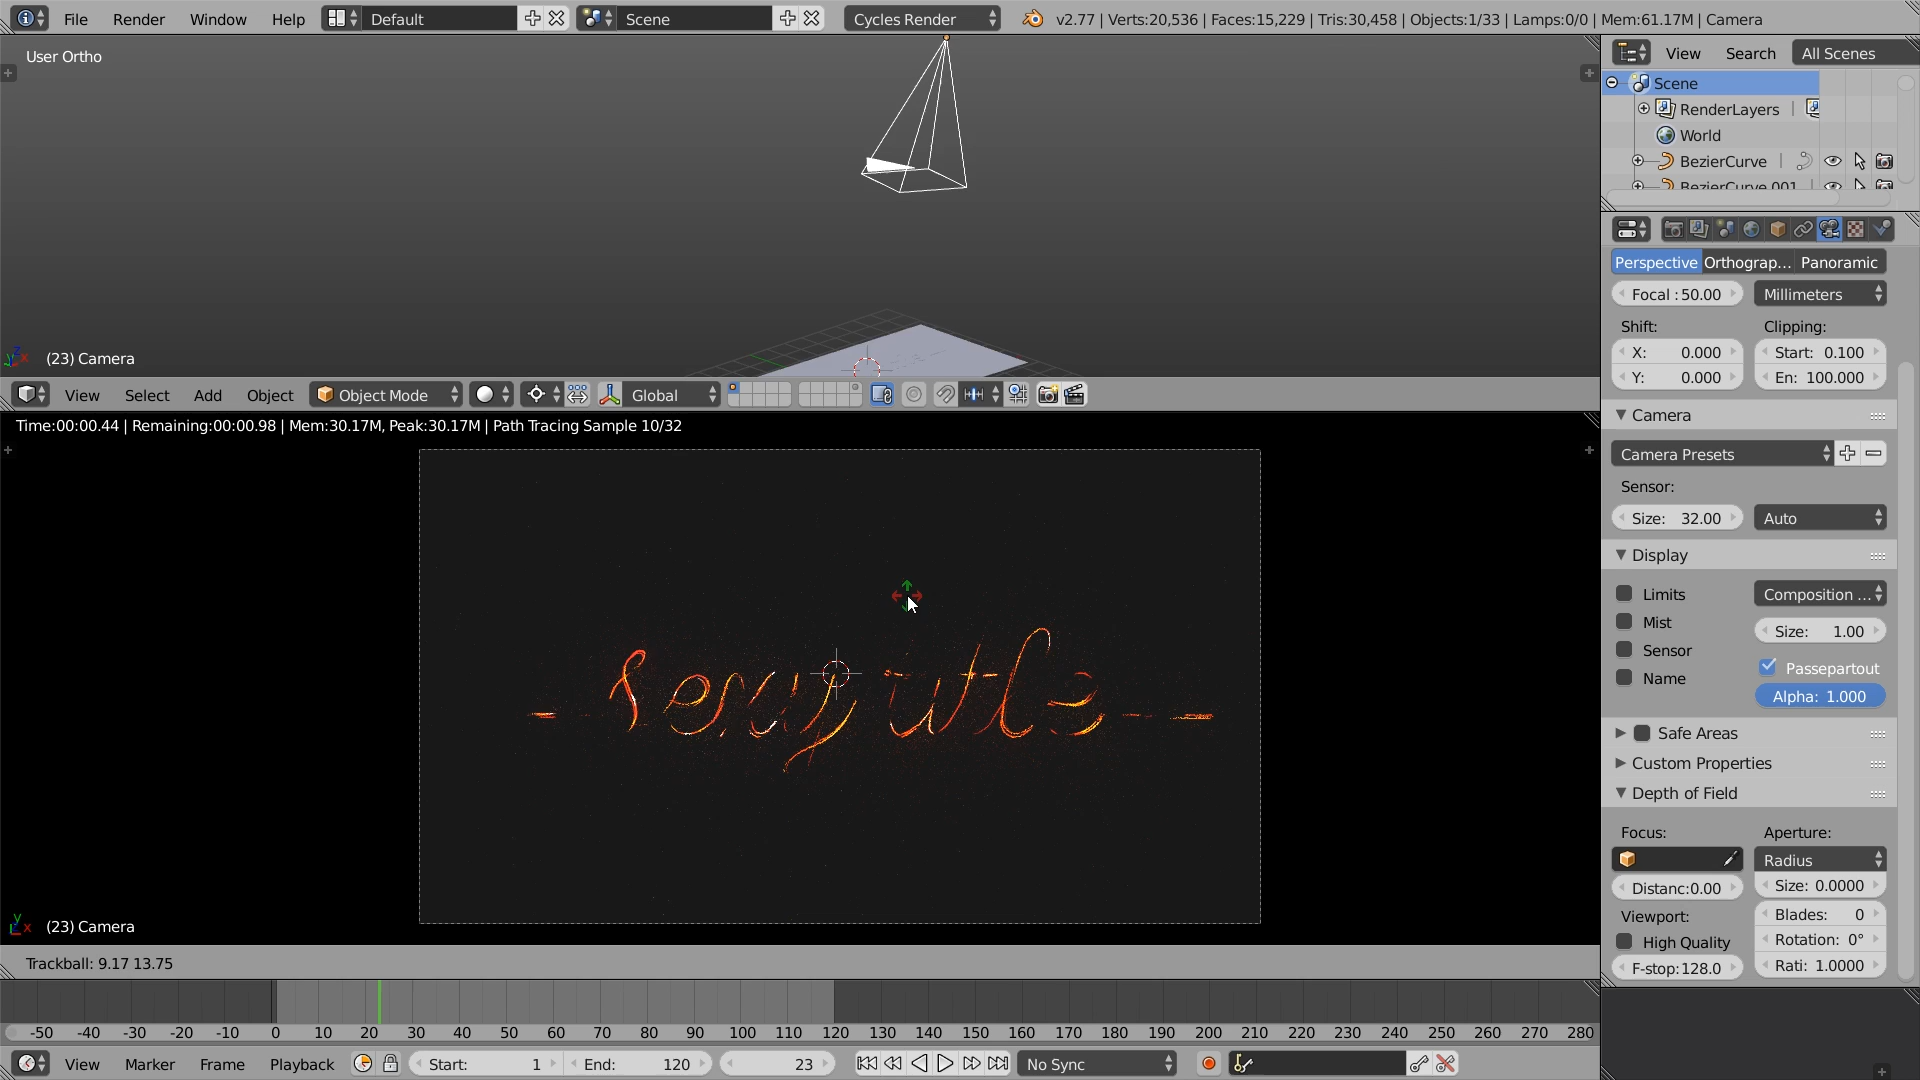 File Render Window Help Default Scene Cycles Render v2.77 | Verts:20,536 | Faces:15,229 | Tris:30,458 | Objects:1/33 | Lamps:0/0 | Mem:61.17M | Camera
User Ortho
(23) Camera
View Select Add Object Object Mode Global
Time:00:00.44 | Remaining:00:00.98 | Mem:30.17M, Peak:30.17M | Path Tracing Sample 10/32
(23) Camera
Trackball: 9.17 13.75
-50 -40 -30 -20 -10 0 10 20 30 40 50 60 70 80 90 100 110 120 130 140 150 160 170 180 190 200 210 220 230 240 250 260 270 280
View Marker Frame Playback Start: 1 End: 120 23 No Sync
View Search All Scenes
Scene
RenderLayers |
World
BezierCurve |
BezierCurve.001 |
Perspective Orthograp... Panoramic
Focal : 50.00 Millimeters
Shift: Clipping:
X: 0.000 Start: 0.100
Y: 0.000 En: 100.000
Camera
Camera Presets
Sensor:
Size: 32.00 Auto
Display
Limits Composition ...
Mist Size: 1.00
Sensor Passepartout
Name Alpha: 1.000
Safe Areas
Custom Properties
Depth of Field
Focus: Aperture:
Radius
Distanc:0.00 Size: 0.0000
Viewport: Blades: 0
High Quality Rotation: 0°
F-stop:128.0 Rati: 1.0000